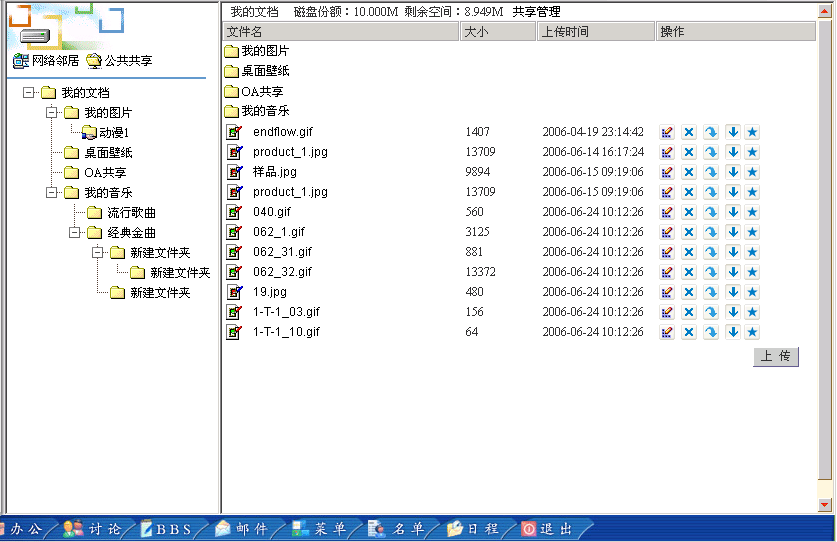 网络邻居 公共共享
我的文档
我的图片
动漫1
桌面壁纸
OA共享
我的音乐
流行歌曲
经典金曲
新建文件夹
新建文件夹
新建文件夹
我的文档 磁盘份额：10.000M 剩余空间：8.949M 共享管理
文件名 大小 上传时间 操作
我的图片
桌面壁纸
OA共享
我的音乐
endflow.gif 1407 2006-04-19 23:14:42
product_1.jpg 13709 2006-06-14 16:17:24
样品.jpg 9894 2006-06-15 09:19:06
product_1.jpg 13709 2006-06-15 09:19:06
040.gif 560 2006-06-24 10:12:26
062_1.gif 3125 2006-06-24 10:12:26
062_31.gif 881 2006-06-24 10:12:26
062_32.gif 13372 2006-06-24 10:12:26
19.jpg 480 2006-06-24 10:12:26
1-T-1_03.gif 156 2006-06-24 10:12:26
1-T-1_10.gif 64 2006-06-24 10:12:26
上 传
办公 讨论 BBS 邮件 菜单 名单 日程 退出